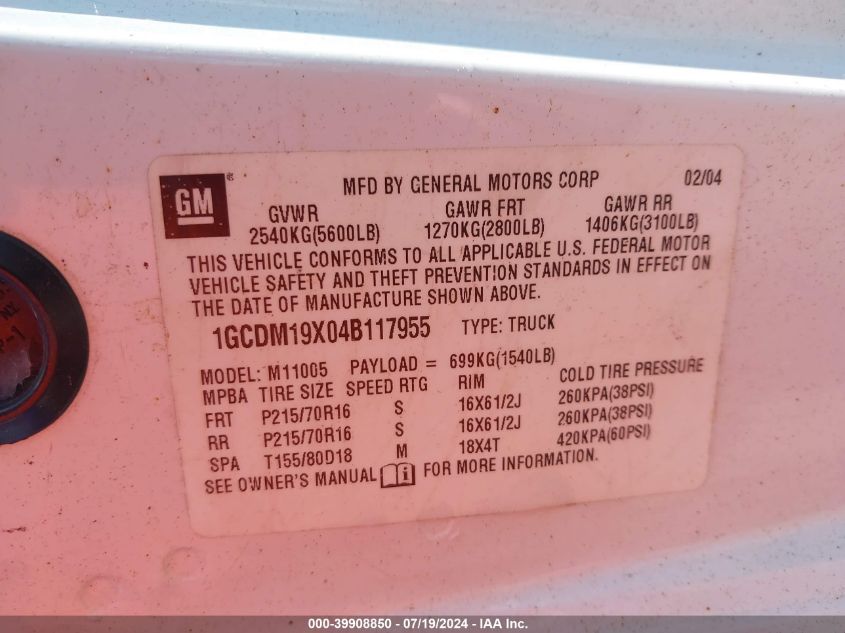 GM ® MFD BY GENERAL MOTORS CORP 02/04
GVWR GAWR FRT GAWR RR
2540KG(5600LB) 1270KG(2800LB) 1406KG(3100LB)
THIS VEHICLE CONFORMS TO ALL APPLICABLE U.S. FEDERAL MOTOR
VEHICLE SAFETY AND THEFT PREVENTION STANDARDS IN EFFECT ON
THE DATE OF MANUFACTURE SHOWN ABOVE.
1GCDM19X04B117955 TYPE: TRUCK
MODEL: M11005 PAYLOAD = 699KG(1540LB)
MPBA TIRE SIZE SPEED RTG RIM COLD TIRE PRESSURE
FRT P215/70R16 S 16X61/2J 260KPA(38PSI)
RR P215/70R16 S 16X61/2J 260KPA(38PSI)
SPA T155/80D18 M 18X4T 420KPA(60PSI)
SEE OWNER'S MANUAL i FOR MORE INFORMATION.
000-39908850 - 07/19/2024 - IAA Inc.